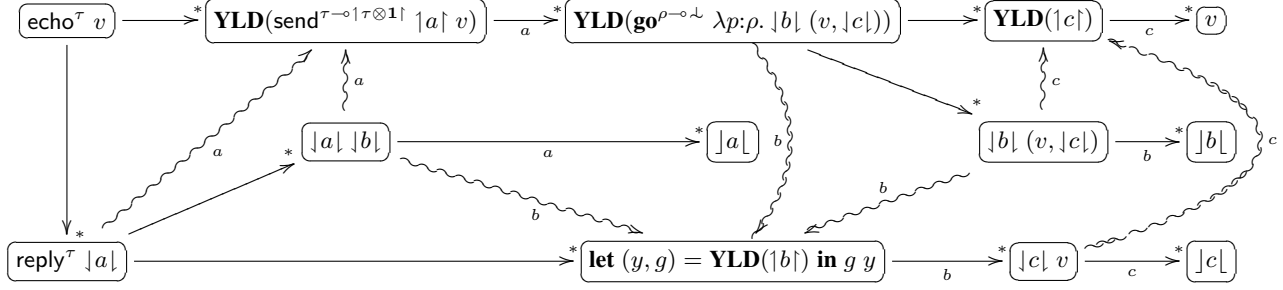 echo^τ v * YLD(send^{τ⊸↿τ⊗1↾} ↿a↾ v) a * YLD(go^{ρ⊸⫰} λp:ρ. ⇃b⇂ (v, ⇃c⇂)) * YLD(↿c↾) c * v
a c
a * ⇃a⇂ ⇃b⇂ a * ⌋a⌊ b * ⇃b⇂ (v, ⇃c⇂) b * ⌋b⌊ c
b b
* reply^τ ⇃a⇂ * let (y, g) = YLD(↿b↾) in g y b * ⇃c⇂ v c * ⌋c⌊